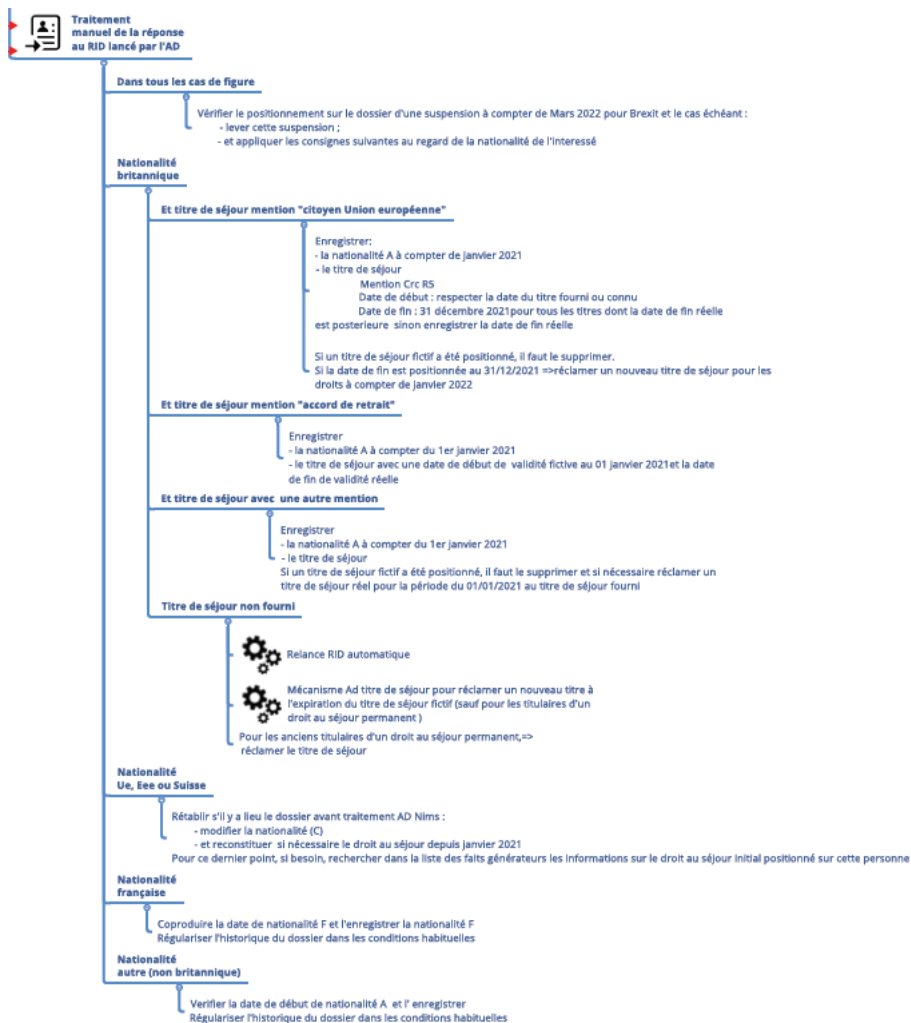 Traitement
manuel de la réponse
au RID lancé par l'AD
Dans tous les cas de figure
Vérifier le positionnement sur le dossier d'une suspension à compter de Mars 2022 pour Brexit et le cas échéant :
- lever cette suspension ;
- et appliquer les consignes suivantes au regard de la nationalité de l'interessé
Nationalité
britannique
Et titre de séjour mention "citoyen Union européenne"
Enregistrer:
- la nationalité A à compter de janvier 2021
- le titre de séjour
Mention Crc RS
Date de début : respecter la date du titre fourni ou connu
Date de fin : 31 décembre 2021pour tous les titres dont la date de fin réelle
est posterieure sinon enregistrer la date de fin réelle
Si un titre de séjour fictif a été positionné, il faut le supprimer.
Si la date de fin est positionnée au 31/12/2021 =>réclamer un nouveau titre de séjour pour les
droits à compter de janvier 2022
Et titre de séjour mention "accord de retrait"
Enregistrer
- la nationalité A à compter du 1er janvier 2021
- le titre de séjour avec une date de début de validité fictive au 01 janvier 2021et la date
de fin de validité réelle
Et titre de séjour avec une autre mention
Enregistrer
- la nationalité A à compter du 1er janvier 2021
- le titre de séjour
Si un titre de séjour fictif a été positionné, il faut le supprimer et si nécessaire réclamer un
titre de séjour réel pour la période du 01/01/2021 au titre de séjour fourni
Titre de séjour non fourni
Relance RID automatique
Mécanisme Ad titre de séjour pour réclamer un nouveau titre à
l'expiration du titre de séjour fictif (sauf pour les titulaires d'un
droit au séjour permanent )
Pour les anciens titulaires d'un droit au séjour permanent,=>
réclamer le titre de séjour
Nationalité
Ue, Eee ou Suisse
Rétablir s'il y a lieu le dossier avant traitement AD Nims :
- modifier la nationalité (C)
- et reconstituer si nécessaire le droit au séjour depuis janvier 2021
Pour ce dernier point, si besoin, rechercher dans la liste des faits générateurs les informations sur le droit au séjour initial positionné sur cette personne
Nationalité
française
Coproduire la date de nationalité F et l'enregistrer la nationalité F
Régulariser l'historique du dossier dans les conditions habituelles
Nationalité
autre (non britannique)
Verifier la date de début de nationalité A et l' enregistrer
Régulariser l'historique du dossier dans les conditions habituelles